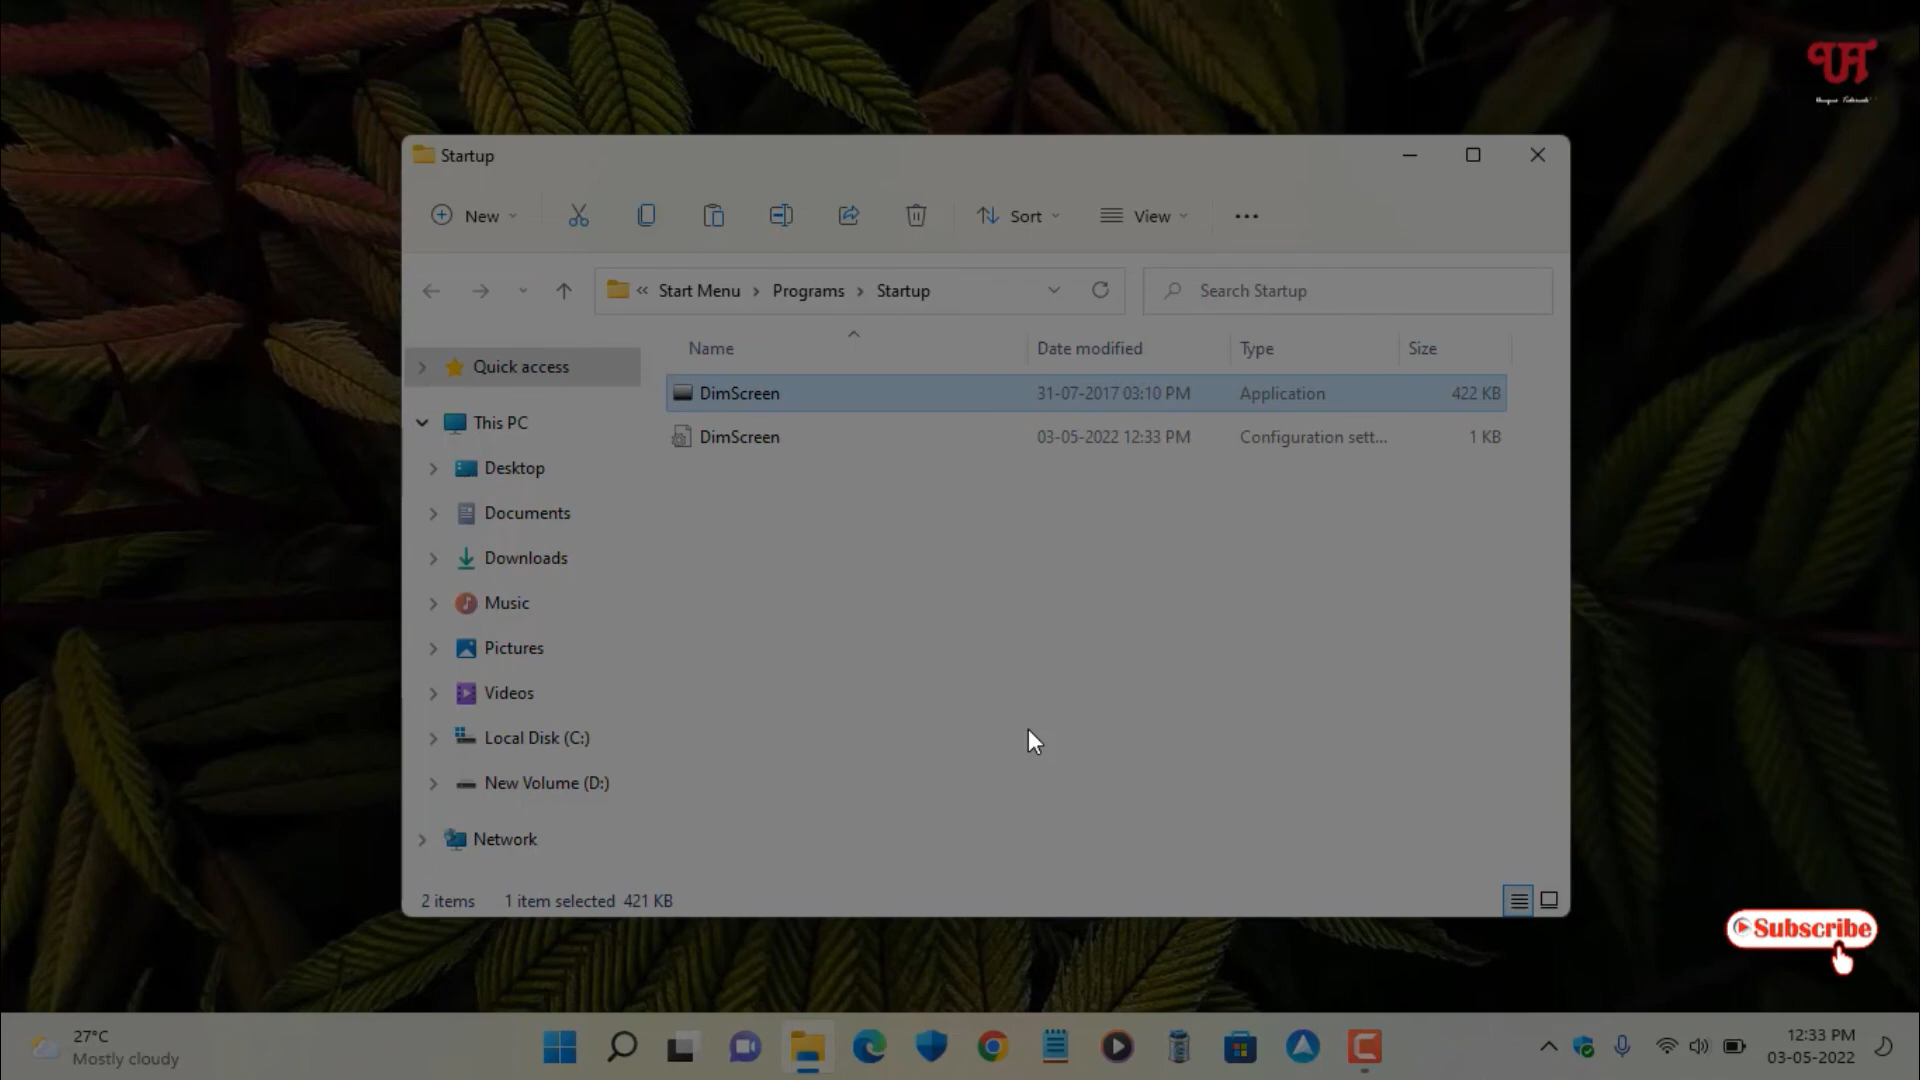 UT
Unique Tutorials
Startup
New
Sort
View
Start Menu
Programs
Startup
Search Startup
Name
Date modified
Type
Size
Quick access
DimScreen
31-07-2017 03:10 PM
Application
422 KB
This PC
DimScreen
03-05-2022 12:33 PM
Configuration sett...
1 KB
Desktop
Documents
Downloads
Music
Pictures
Videos
Local Disk (C:)
New Volume (D:)
Network
2 items
1 item selected 421 KB
Subscribe
27°C
Mostly cloudy
12:33 PM
03-05-2022